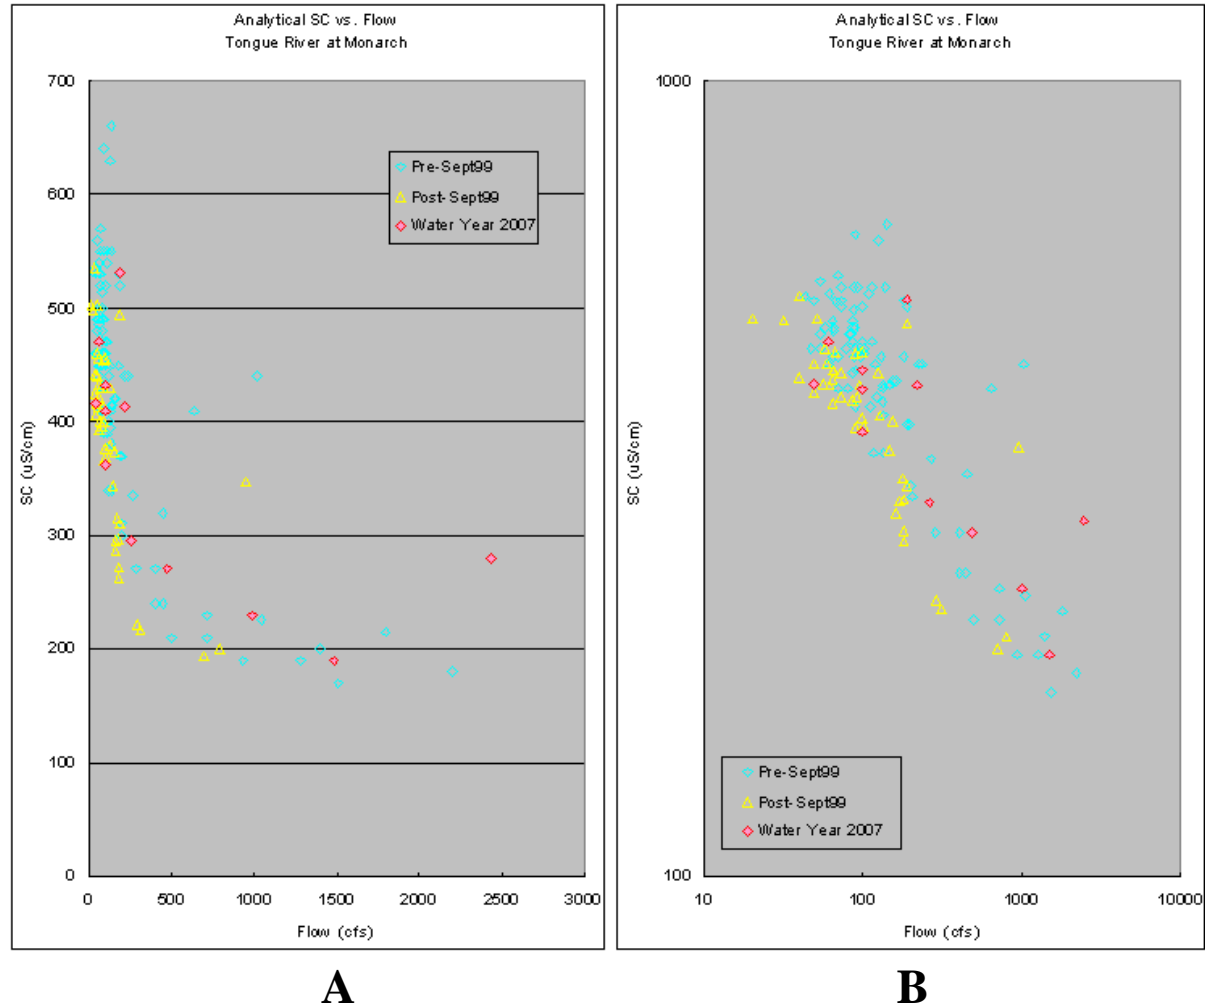 Analytical SC vs. Flow
Tongue River at Monarch
700
600
500
400
300
200
100
0
SC (uS/cm)
Pre-Sept99
Post-Sept99
Water Year 2007
0 500 1000 1500 2000 2500 3000
Flow (cfs)
A
Analytical SC vs. Flow
Tongue River at Monarch
1000
100
SC (uS/cm)
Pre-Sept99
Post-Sept99
Water Year 2007
10 100 1000 10000
Flow (cfs)
B